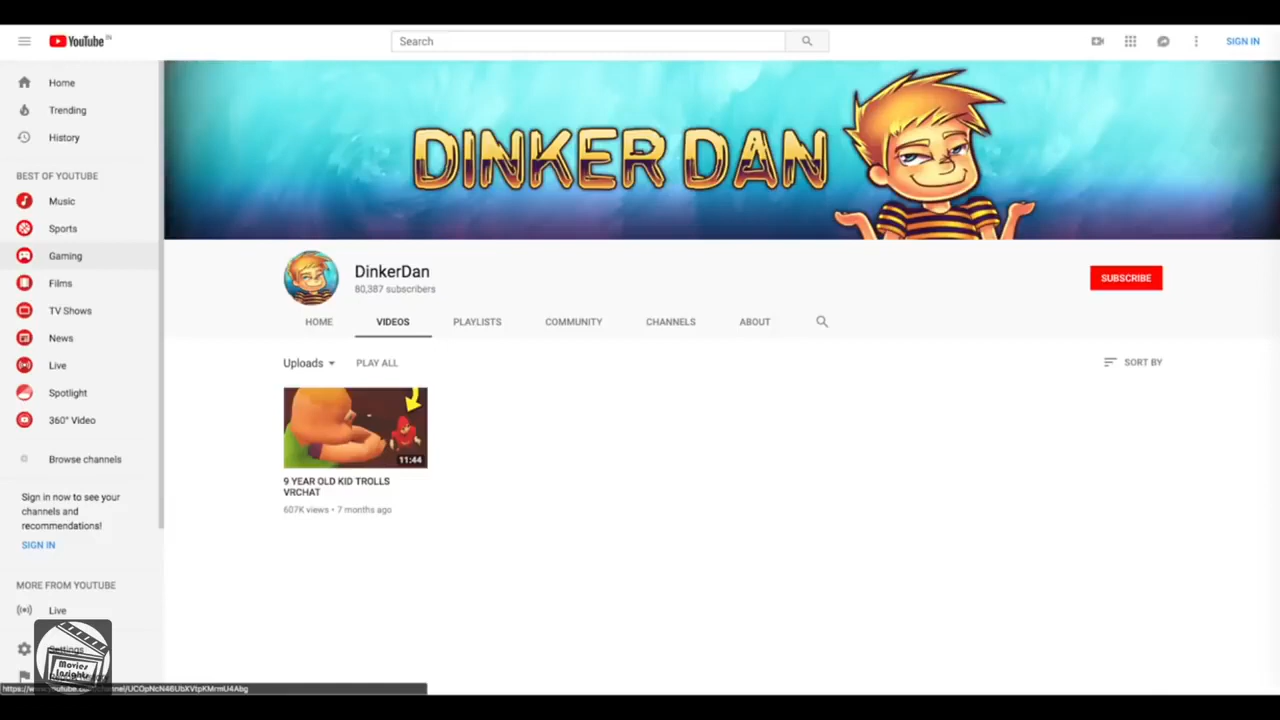 YouTube IN
Search
SIGN IN
Home
Trending
History
BEST OF YOUTUBE
Music
Sports
Gaming
Films
TV Shows
News
Live
Spotlight
360° Video
Browse channels
Sign in now to see your
channels and
recommendations!
SIGN IN
MORE FROM YOUTUBE
Live
Settings
Movies
Insights
DINKER DAN
DinkerDan
80,387 subscribers
SUBSCRIBE
HOME VIDEOS PLAYLISTS COMMUNITY CHANNELS ABOUT
Uploads PLAY ALL SORT BY
11:44
9 YEAR OLD KID TROLLS
VRCHAT
607K views • 7 months ago